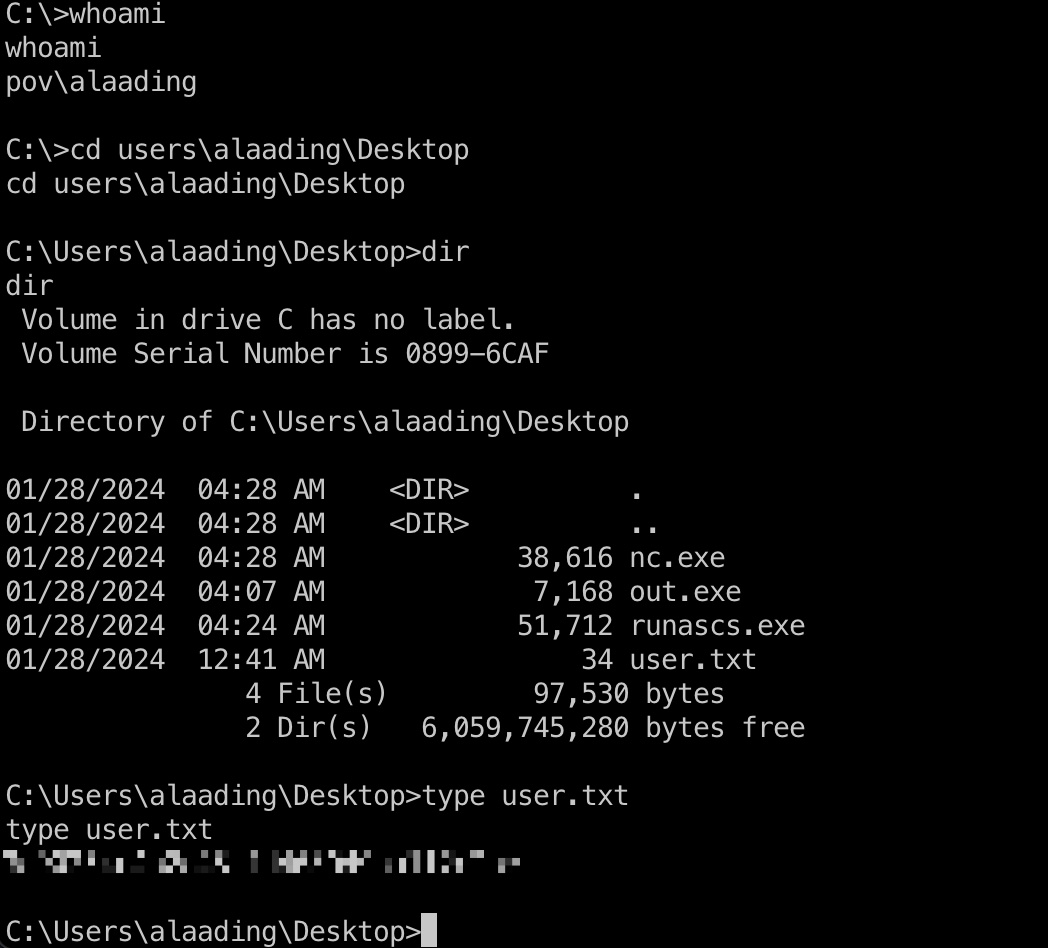 C:\>whoami
whoami
pov\alaading
C:\>cd users\alaading\Desktop
cd users\alaading\Desktop
C:\Users\alaading\Desktop>dir
dir
 Volume in drive C has no label.
 Volume Serial Number is 0899-6CAF
 Directory of C:\Users\alaading\Desktop
01/28/2024  04:28 AM    <DIR>          .
01/28/2024  04:28 AM    <DIR>          ..
01/28/2024  04:28 AM            38,616 nc.exe
01/28/2024  04:07 AM             7,168 out.exe
01/28/2024  04:24 AM            51,712 runascs.exe
01/28/2024  12:41 AM                34 user.txt
               4 File(s)         97,530 bytes
               2 Dir(s)   6,059,745,280 bytes free
C:\Users\alaading\Desktop>type user.txt
type user.txt
C:\Users\alaading\Desktop>